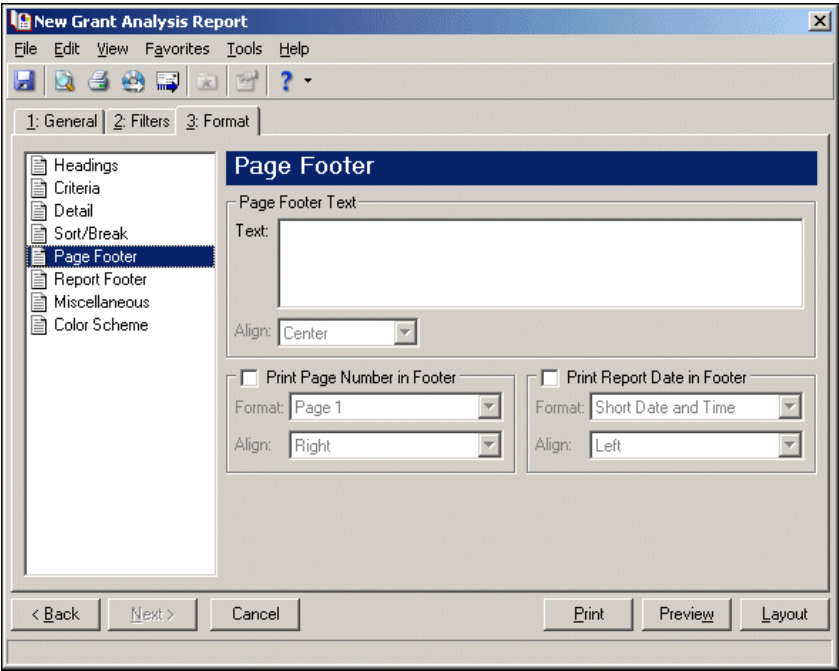 New Grant Analysis Report
File Edit View Favorites Tools Help
1: General 2: Filters 3: Format
Headings
Criteria
Detail
Sort/Break
Page Footer
Report Footer
Miscellaneous
Color Scheme
Page Footer
Page Footer Text
Text:
Align: Center
Print Page Number in Footer
Format: Page 1
Align: Right
Print Report Date in Footer
Format: Short Date and Time
Align: Left
< Back Next > Cancel Print Preview Layout